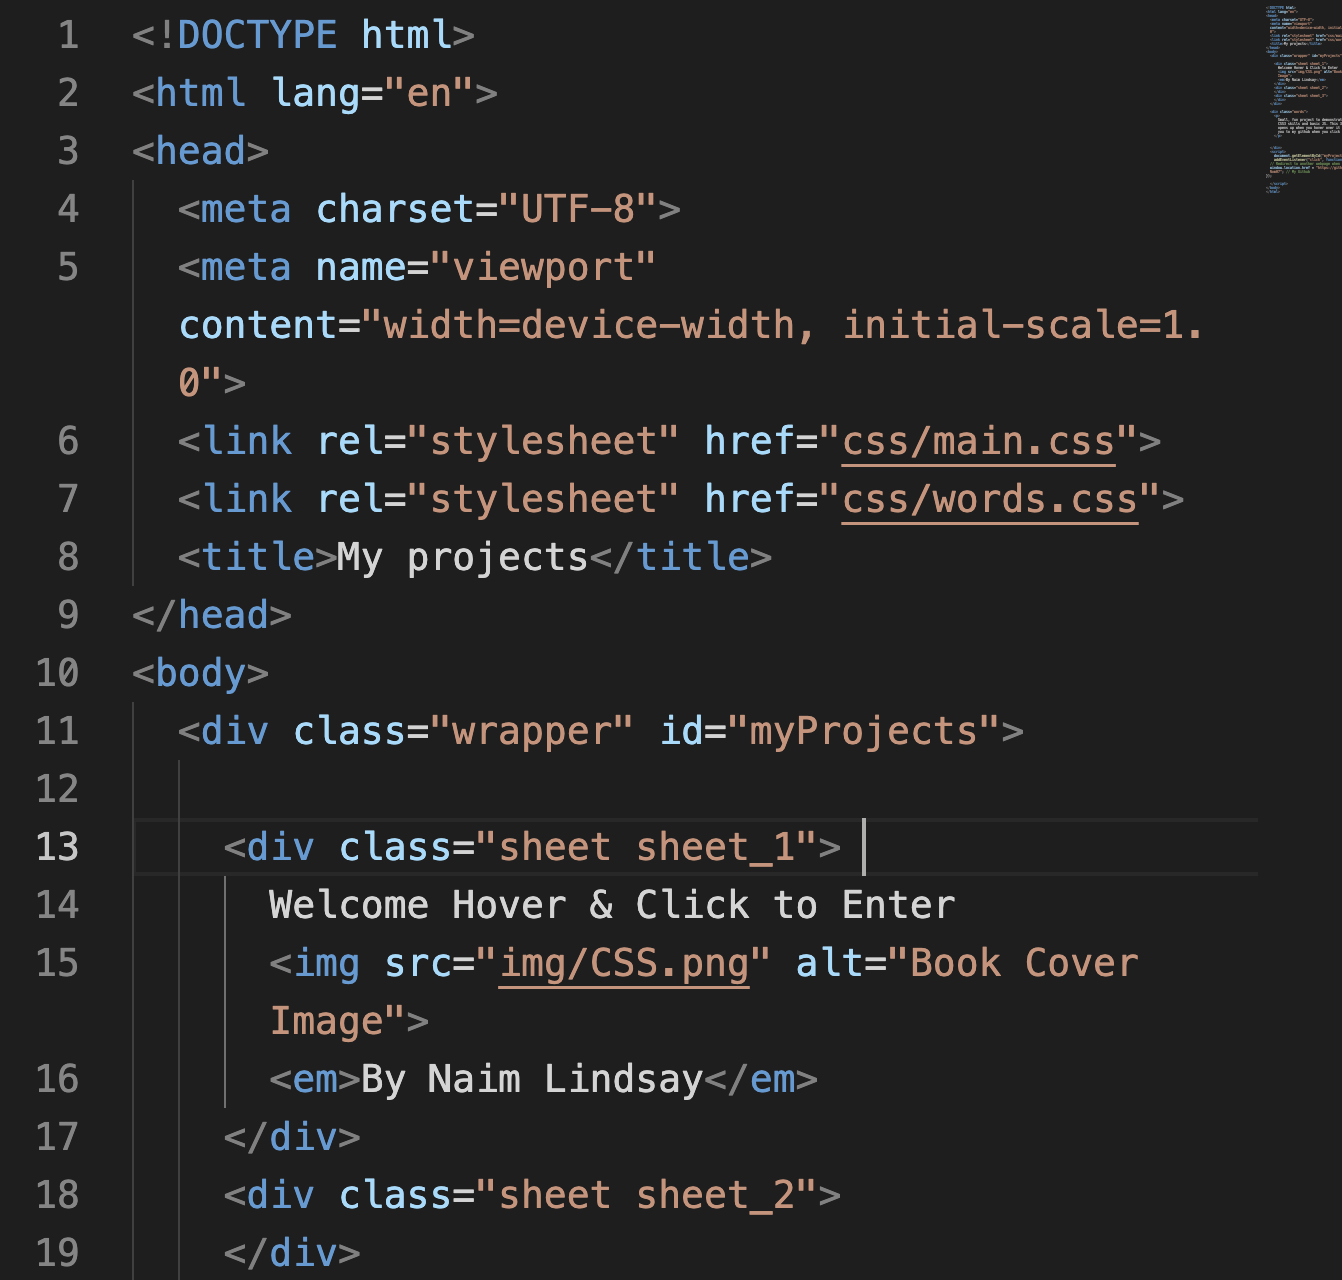 1 <!DOCTYPE html>
2 <html lang="en">
3 <head>
4 <meta charset="UTF-8">
5 <meta name="viewport"
content="width=device-width, initial-scale=1.
0">
6 <link rel="stylesheet" href="css/main.css">
7 <link rel="stylesheet" href="css/words.css">
8 <title>My projects</title>
9 </head>
10 <body>
11 <div class="wrapper" id="myProjects">
12
13 <div class="sheet sheet_1">
14 Welcome Hover & Click to Enter
15 <img src="img/CSS.png" alt="Book Cover
Image">
16 <em>By Naim Lindsay</em>
17 </div>
18 <div class="sheet sheet_2">
19 </div>